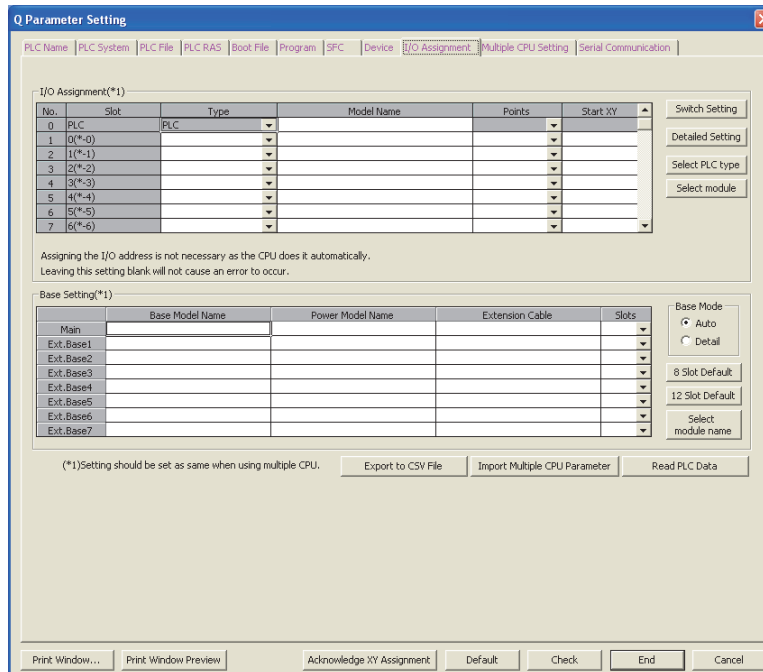 Q Parameter Setting
PLC Name PLC System PLC File PLC RAS Boot File Program SFC Device I/O Assignment Multiple CPU Setting Serial Communication
I/O Assignment(*1)
No. Slot Type Model Name Points Start XY
0 PLC PLC
1 0(*-0)
2 1(*-1)
3 2(*-2)
4 3(*-3)
5 4(*-4)
6 5(*-5)
7 6(*-6)
Switch Setting
Detailed Setting
Select PLC type
Select module
Assigning the I/O address is not necessary as the CPU does it automatically.
Leaving this setting blank will not cause an error to occur.
Base Setting(*1)
Base Model Name Power Model Name Extension Cable Slots
Main
Ext.Base1
Ext.Base2
Ext.Base3
Ext.Base4
Ext.Base5
Ext.Base6
Ext.Base7
Base Mode
Auto
Detail
8 Slot Default
12 Slot Default
Select
module name
(*1)Setting should be set as same when using multiple CPU. Export to CSV File Import Multiple CPU Parameter Read PLC Data
Print Window... Print Window Preview Acknowledge XY Assignment Default Check End Cancel